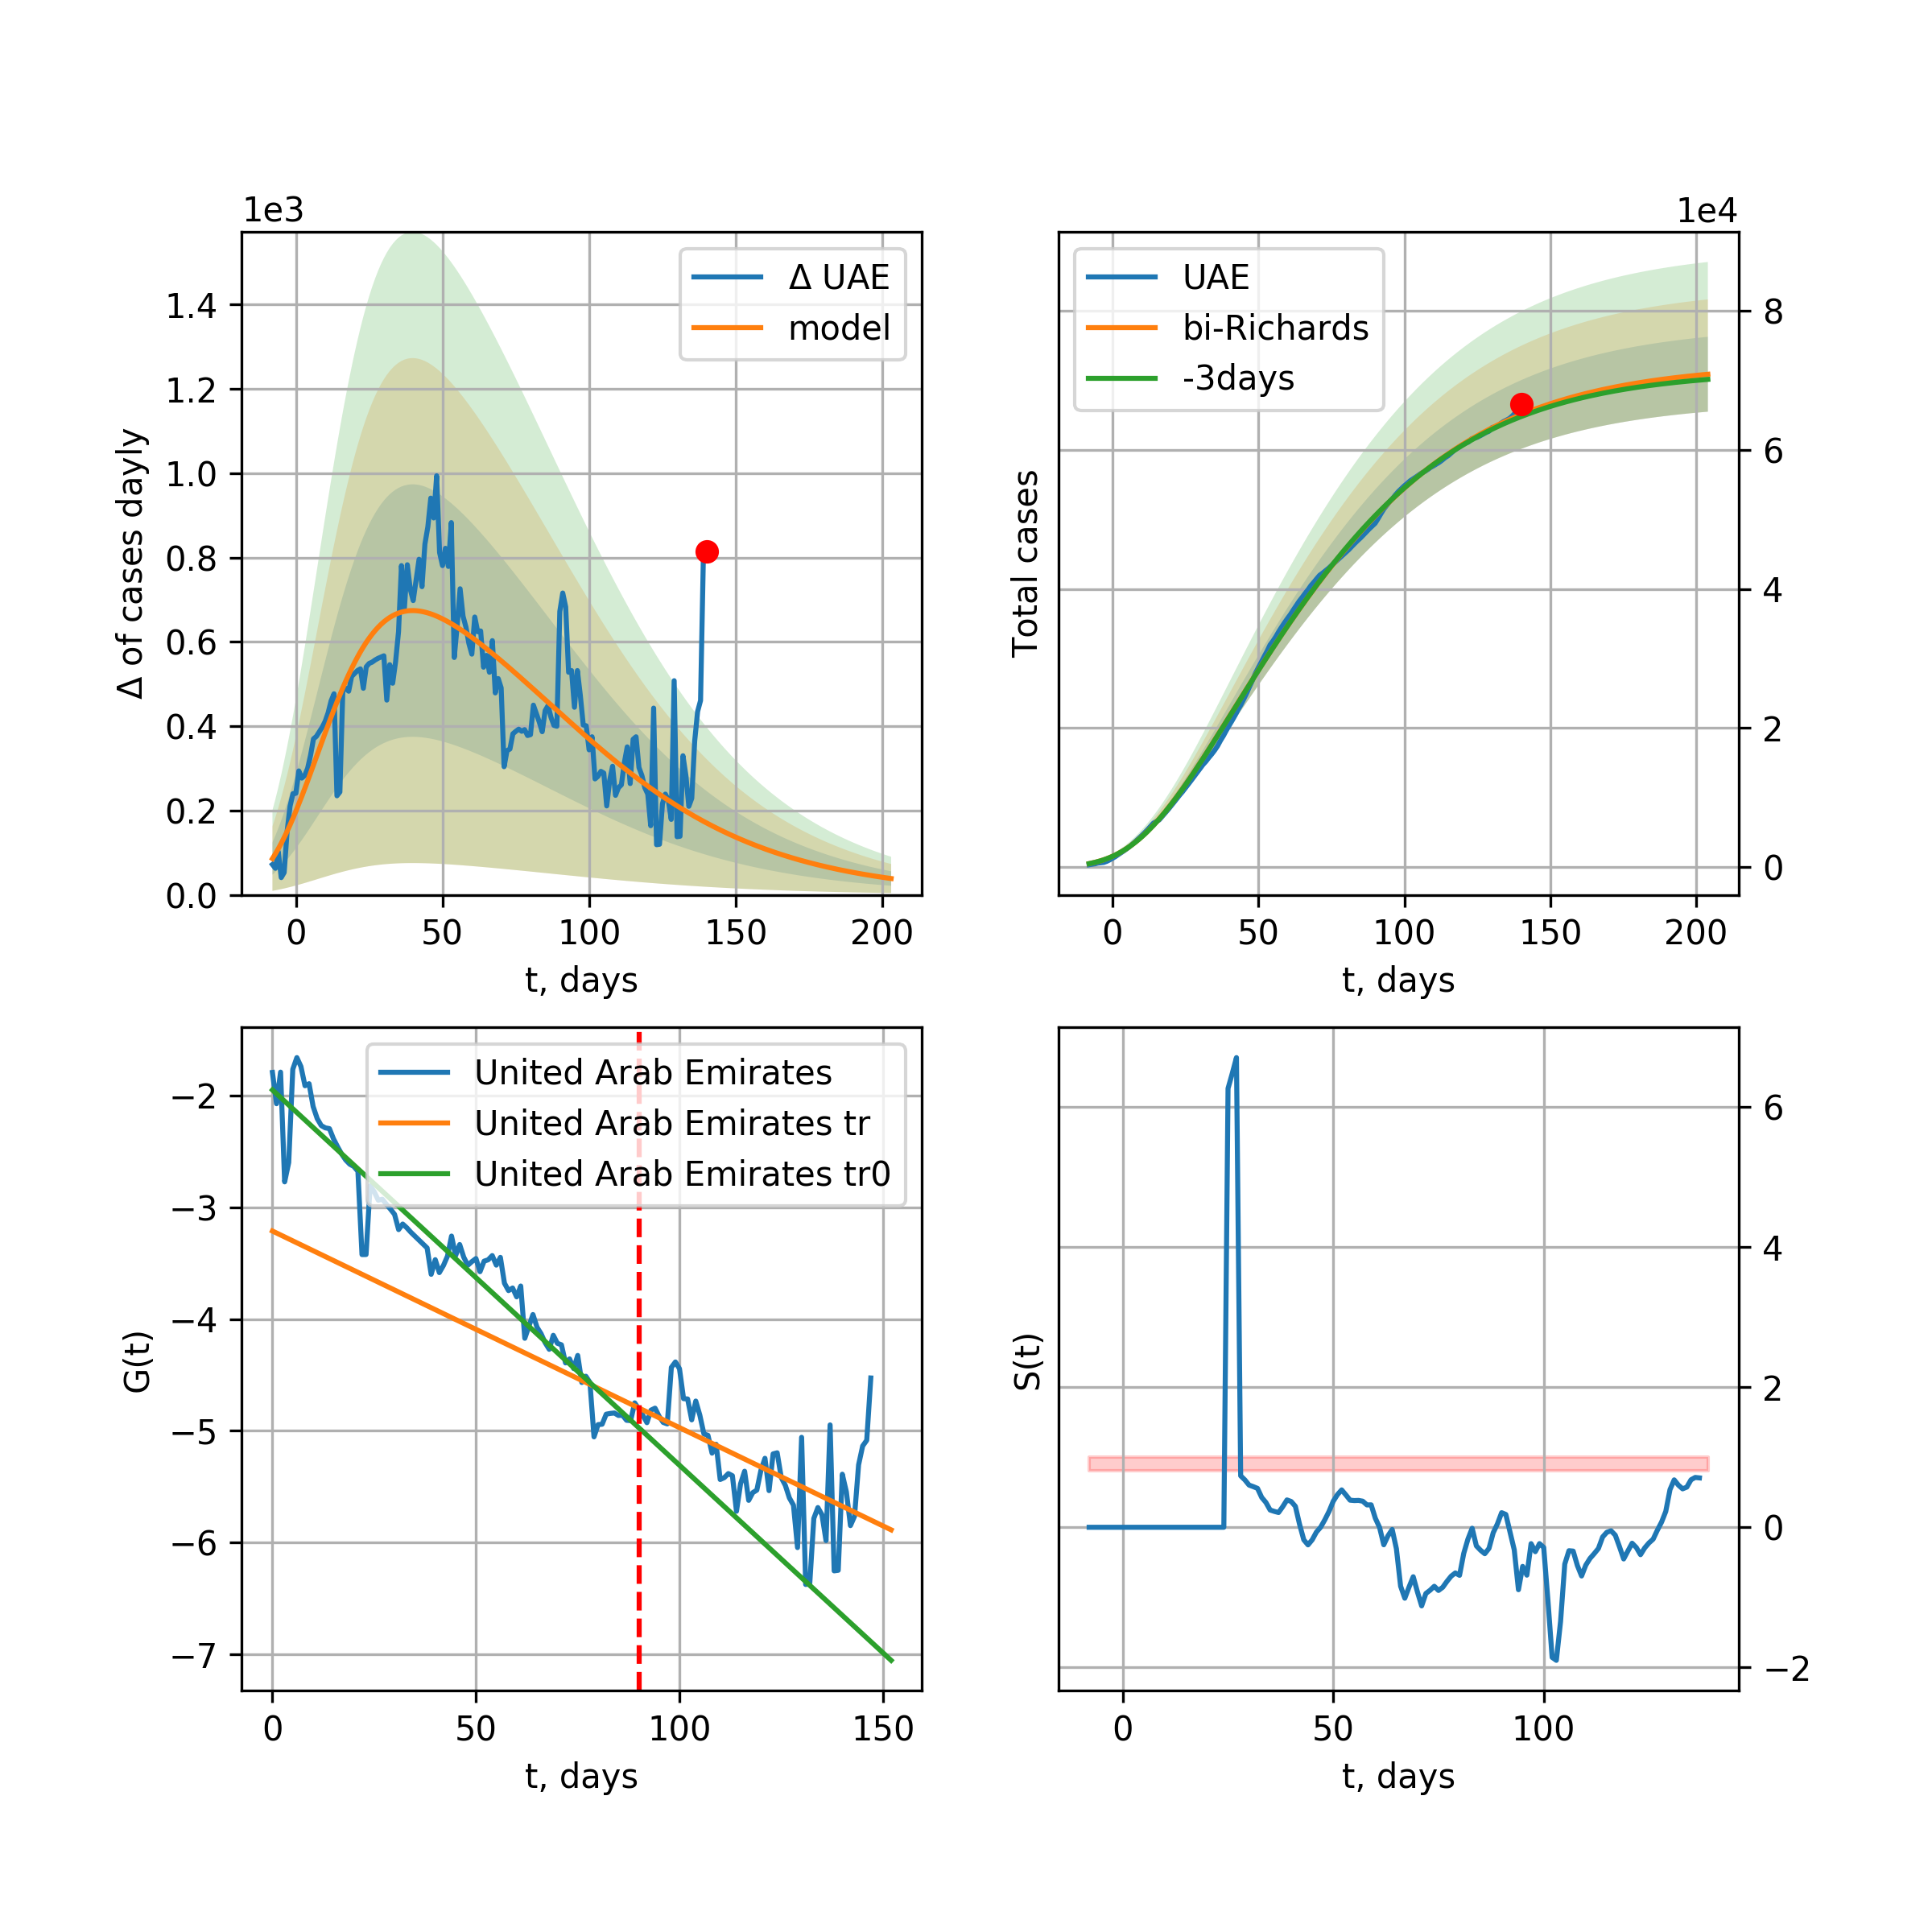 1e3
Δ of cases dayly
1.4
1.2
1.0
0.8
0.6
0.4
0.2
0.0
Δ UAE
model
0
50
100
150
200
t, days
1e4
Total cases
UAE
bi-Richards
-3days
8
6
4
2
0
0
50
100
150
200
t, days
G(t)
−2
−3
−4
−5
−6
−7
United Arab Emirates
United Arab Emirates tr
United Arab Emirates tr0
0
50
100
150
t, days
S(t)
6
4
2
0
−2
0
50
100
t, days